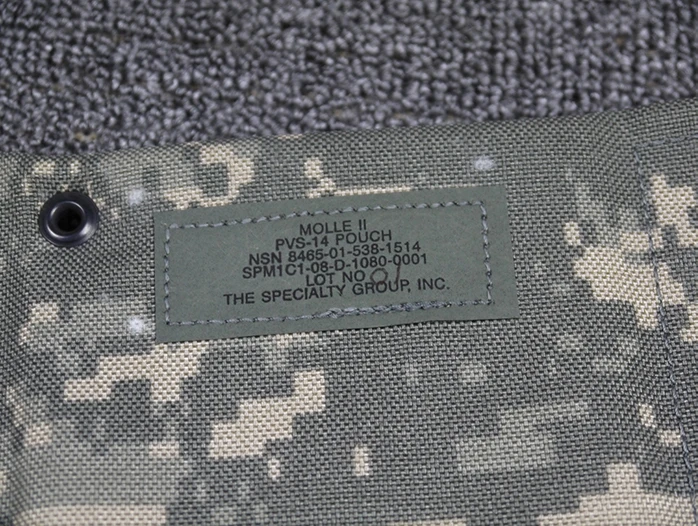 MOLLE II
PVS-14 POUCH
NSN 8465-01-538-1514
SPM1C1-08-D-1080-0001
LOT NO 01
THE SPECIALTY GROUP, INC.